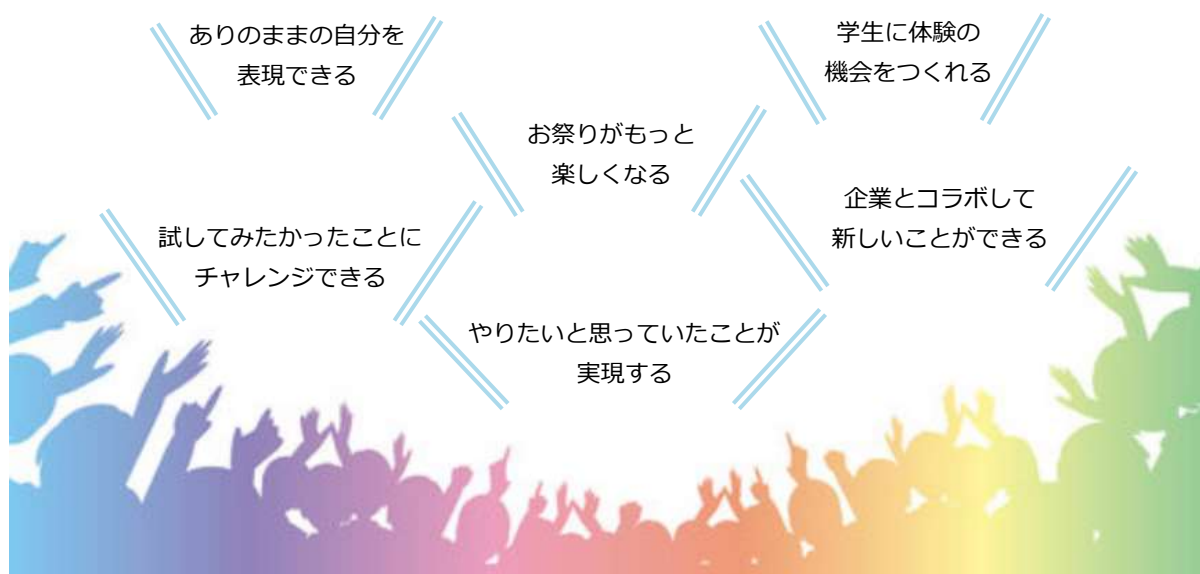 ありのままの自分を
表現できる
学生に体験の
機会をつくれる
お祭りがもっと
楽しくなる
企業とコラボして
新しいことができる
試してみたかったことに
チャレンジできる
やりたいと思っていたことが
実現する